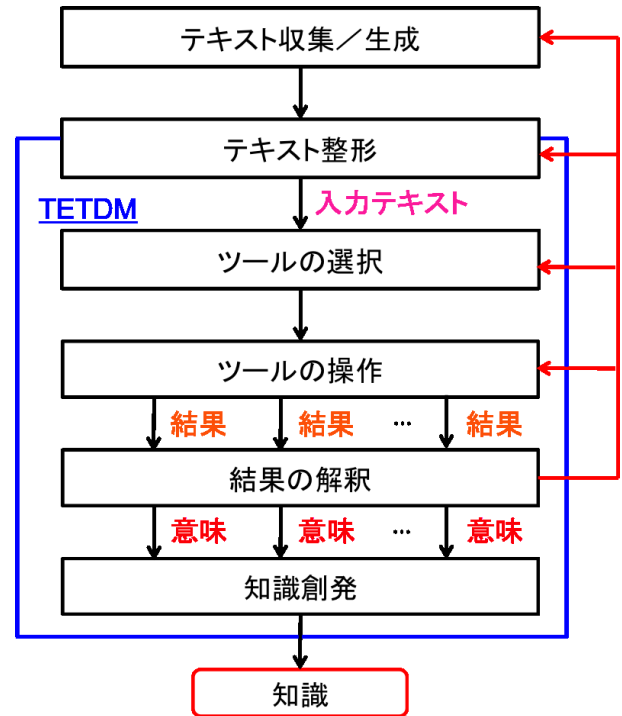 テキスト収集／生成
テキスト整形
TETDM
入力テキスト
ツールの選択
ツールの操作
結果 結果 … 結果
結果の解釈
意味 意味 … 意味
知識創発
知識